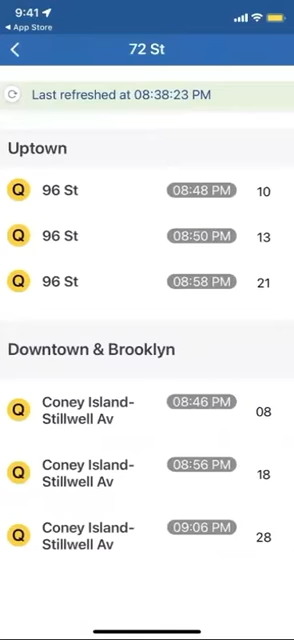 9:41
◀ App Store
72 St
Last refreshed at 08:38:23 PM
Uptown
Q 96 St 08:48 PM 10
Q 96 St 08:50 PM 13
Q 96 St 08:58 PM 21
Downtown & Brooklyn
Q Coney Island- 08:46 PM 08
Stillwell Av
Q Coney Island- 08:56 PM 18
Stillwell Av
Q Coney Island- 09:06 PM 28
Stillwell Av